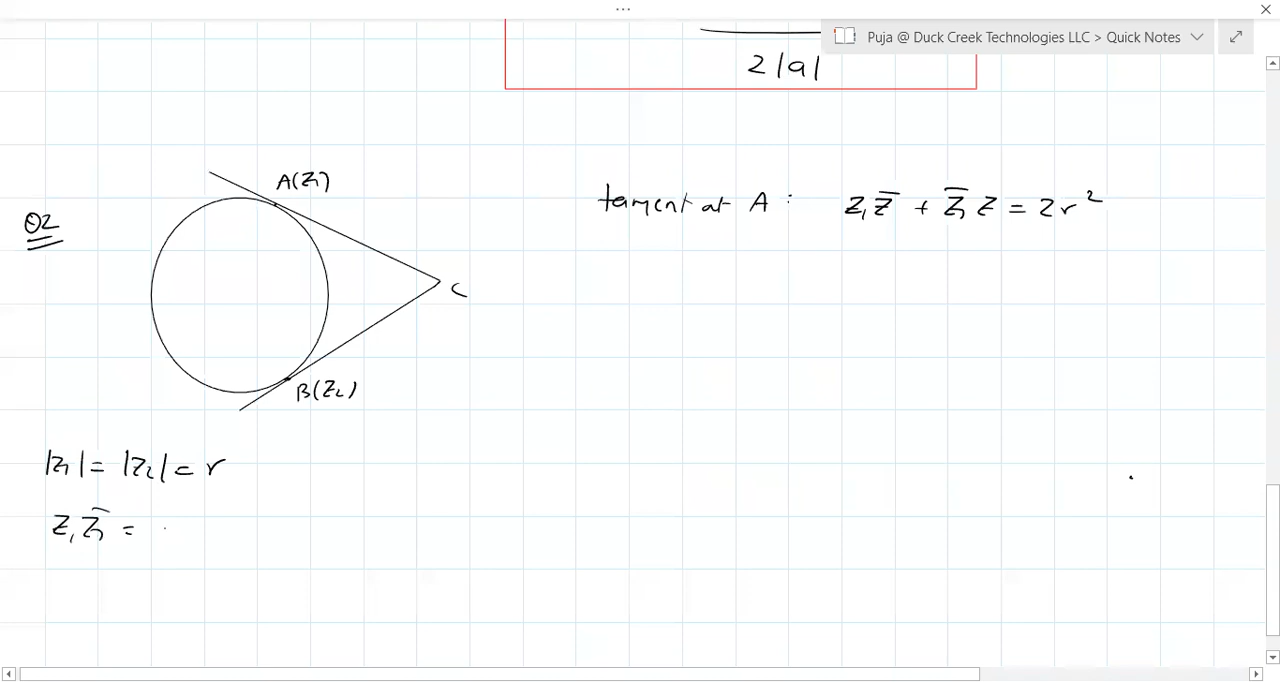 Puja @ Duck Creek Technologies LLC > Quick Notes
2|a|
Q2
A(z₁)
tangent at A : z₁z̄ + z̄₁z = 2r²
C
B(z₂)
|z₁| = |z₂| = r
z₁z̄₁ =